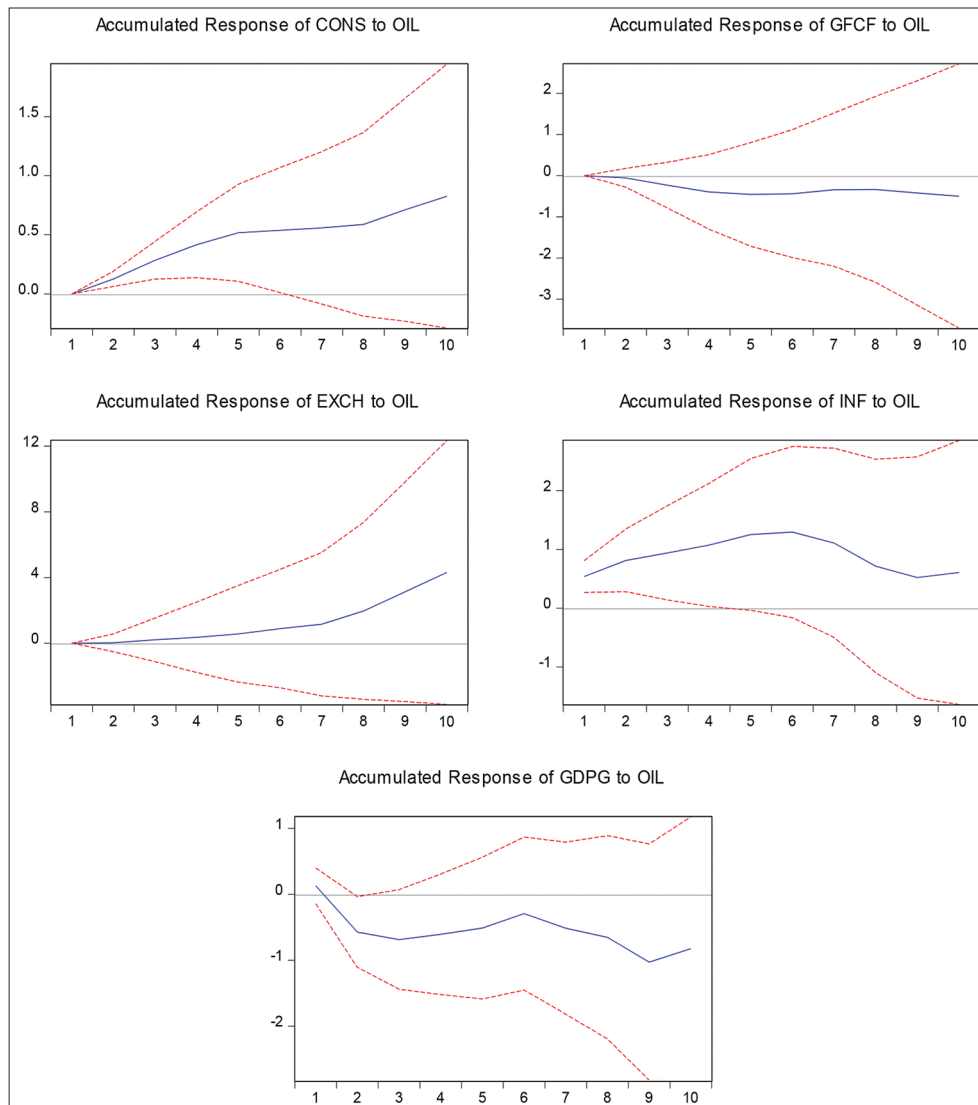 Accumulated Response of CONS to OIL
1.5
1.0
0.5
0.0
1 2 3 4 5 6 7 8 9 10
Accumulated Response of GFCF to OIL
2
1
0
-1
-2
-3
1 2 3 4 5 6 7 8 9 10
Accumulated Response of EXCH to OIL
12
8
4
0
1 2 3 4 5 6 7 8 9 10
Accumulated Response of INF to OIL
2
1
0
-1
1 2 3 4 5 6 7 8 9 10
Accumulated Response of GDPG to OIL
1
0
-1
-2
1 2 3 4 5 6 7 8 9 10